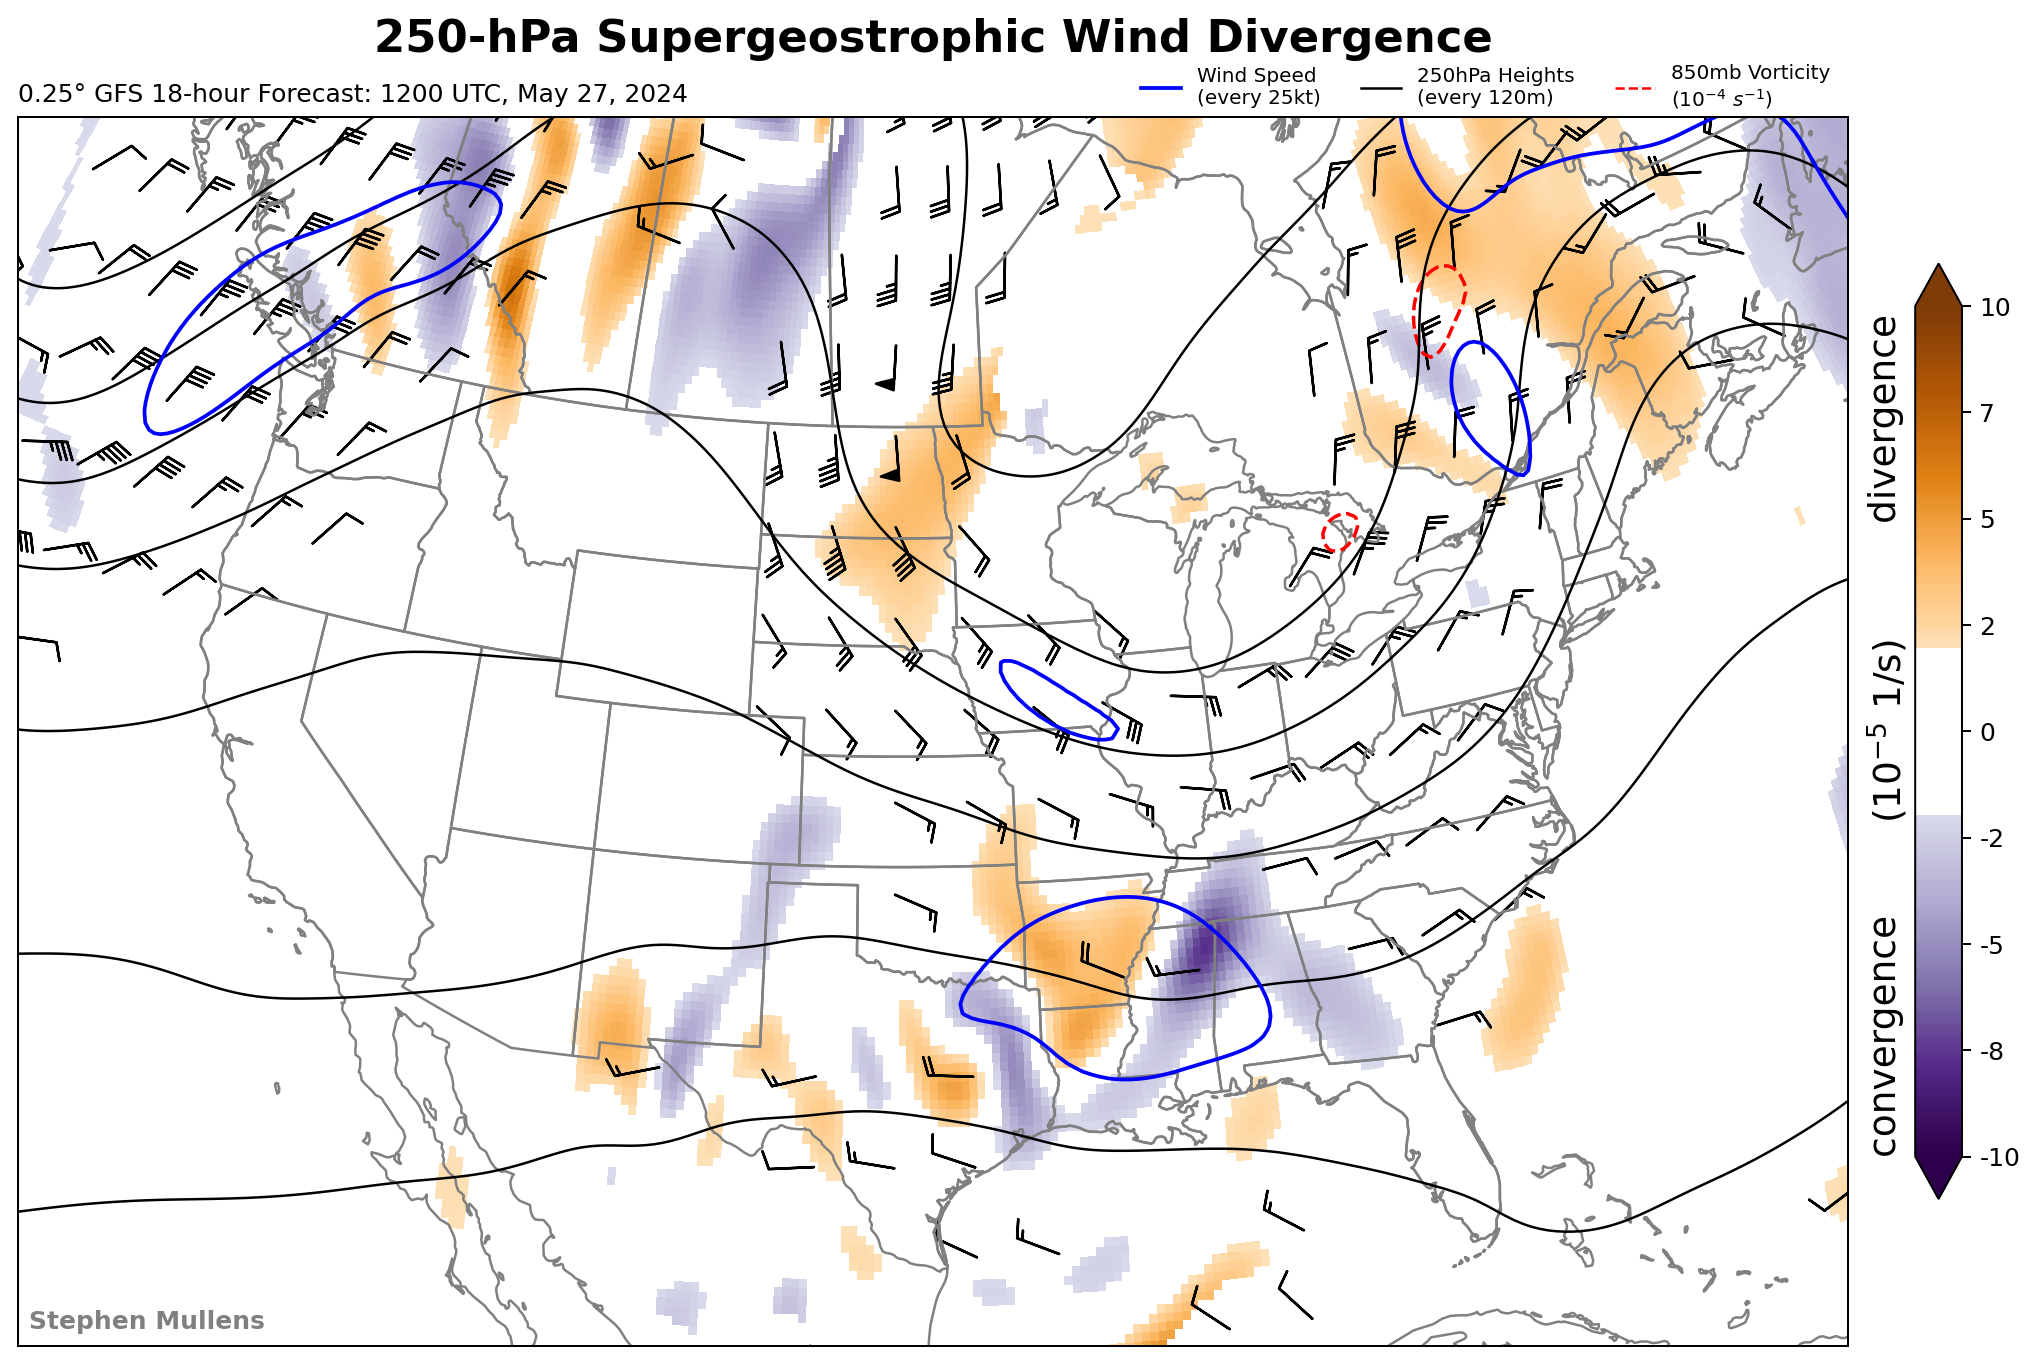 250-hPa Supergeostrophic Wind Divergence
0.25° GFS 18-hour Forecast: 1200 UTC, May 27, 2024
Wind Speed
(every 25kt)
250hPa Heights
(every 120m)
850mb Vorticity
(10⁻⁴ s⁻¹)
10
7
5
2
0
-2
-5
-8
-10
convergence (10⁻⁵ 1/s) divergence
Stephen Mullens